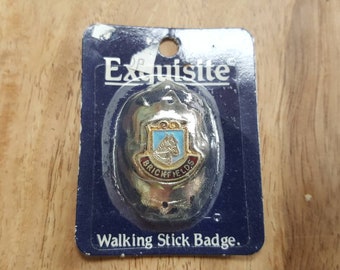 Exquisite
BRICKFIELDS
Walking Stick Badge.